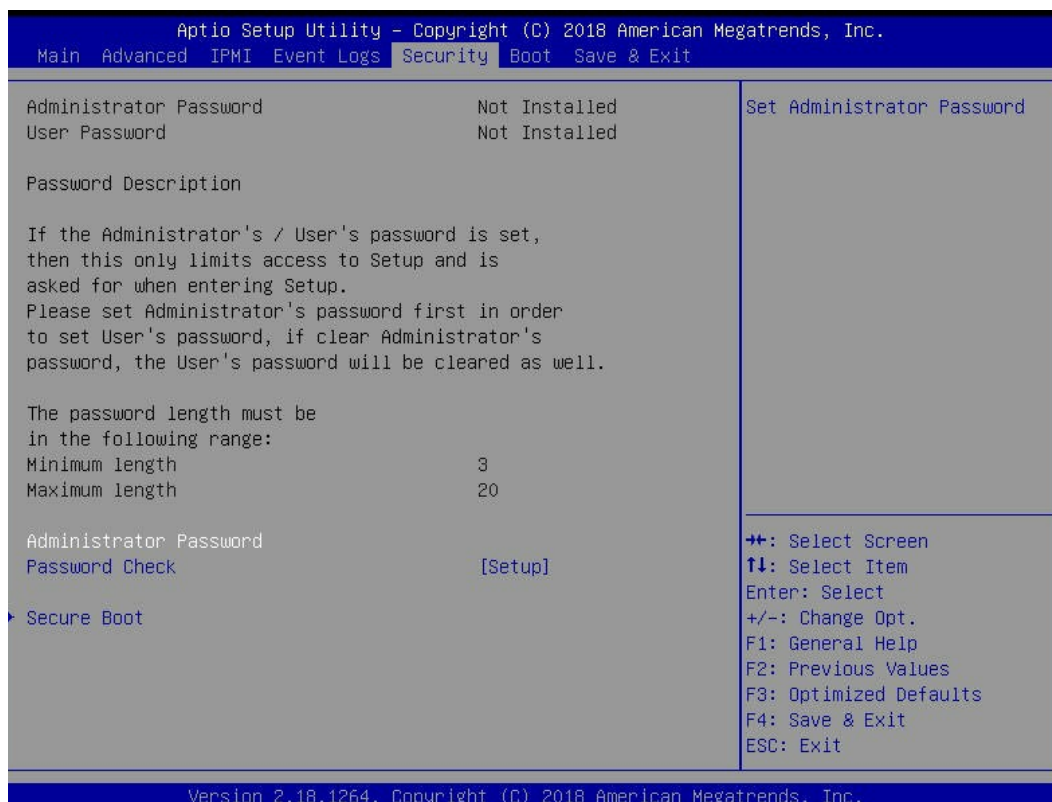 Aptio Setup Utility – Copyright (C) 2018 American Megatrends, Inc.
Main Advanced IPMI Event Logs Security Boot Save & Exit
Administrator Password Not Installed
User Password Not Installed
Password Description
If the Administrator's / User's password is set,
then this only limits access to Setup and is
asked for when entering Setup.
Please set Administrator's password first in order
to set User's password, if clear Administrator's
password, the User's password will be cleared as well.
The password length must be
in the following range:
Minimum length 3
Maximum length 20
Administrator Password
Password Check [Setup]
Secure Boot
Set Administrator Password
→←: Select Screen
↑↓: Select Item
Enter: Select
+/-: Change Opt.
F1: General Help
F2: Previous Values
F3: Optimized Defaults
F4: Save & Exit
ESC: Exit
Version 2.18.1264. Copyright (C) 2018 American Megatrends, Inc.